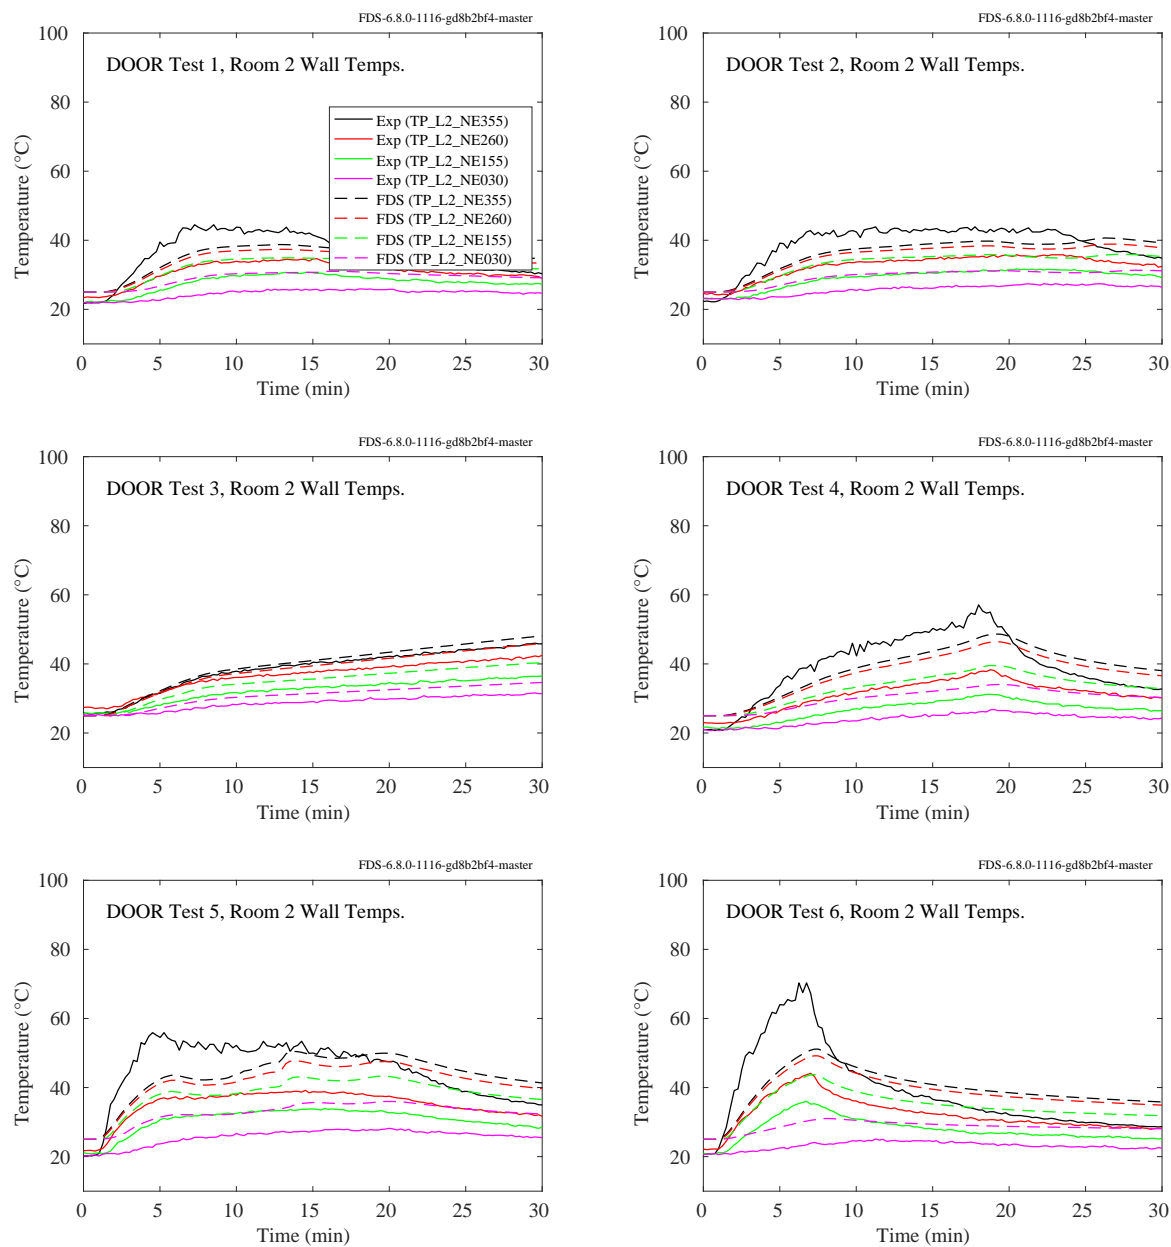 FDS-6.8.0-1116-gd8b2bf4-master
DOOR Test 1, Room 2 Wall Temps.
Exp (TP_L2_NE355)
Exp (TP_L2_NE260)
Exp (TP_L2_NE155)
Exp (TP_L2_NE030)
FDS (TP_L2_NE355)
FDS (TP_L2_NE260)
FDS (TP_L2_NE155)
FDS (TP_L2_NE030)
Temperature (°C)
100
80
60
40
20
0 5 10 15 20 25 30
Time (min)
FDS-6.8.0-1116-gd8b2bf4-master
DOOR Test 2, Room 2 Wall Temps.
Temperature (°C)
100
80
60
40
20
0 5 10 15 20 25 30
Time (min)
FDS-6.8.0-1116-gd8b2bf4-master
DOOR Test 3, Room 2 Wall Temps.
Temperature (°C)
100
80
60
40
20
0 5 10 15 20 25 30
Time (min)
FDS-6.8.0-1116-gd8b2bf4-master
DOOR Test 4, Room 2 Wall Temps.
Temperature (°C)
100
80
60
40
20
0 5 10 15 20 25 30
Time (min)
FDS-6.8.0-1116-gd8b2bf4-master
DOOR Test 5, Room 2 Wall Temps.
Temperature (°C)
100
80
60
40
20
0 5 10 15 20 25 30
Time (min)
FDS-6.8.0-1116-gd8b2bf4-master
DOOR Test 6, Room 2 Wall Temps.
Temperature (°C)
100
80
60
40
20
0 5 10 15 20 25 30
Time (min)